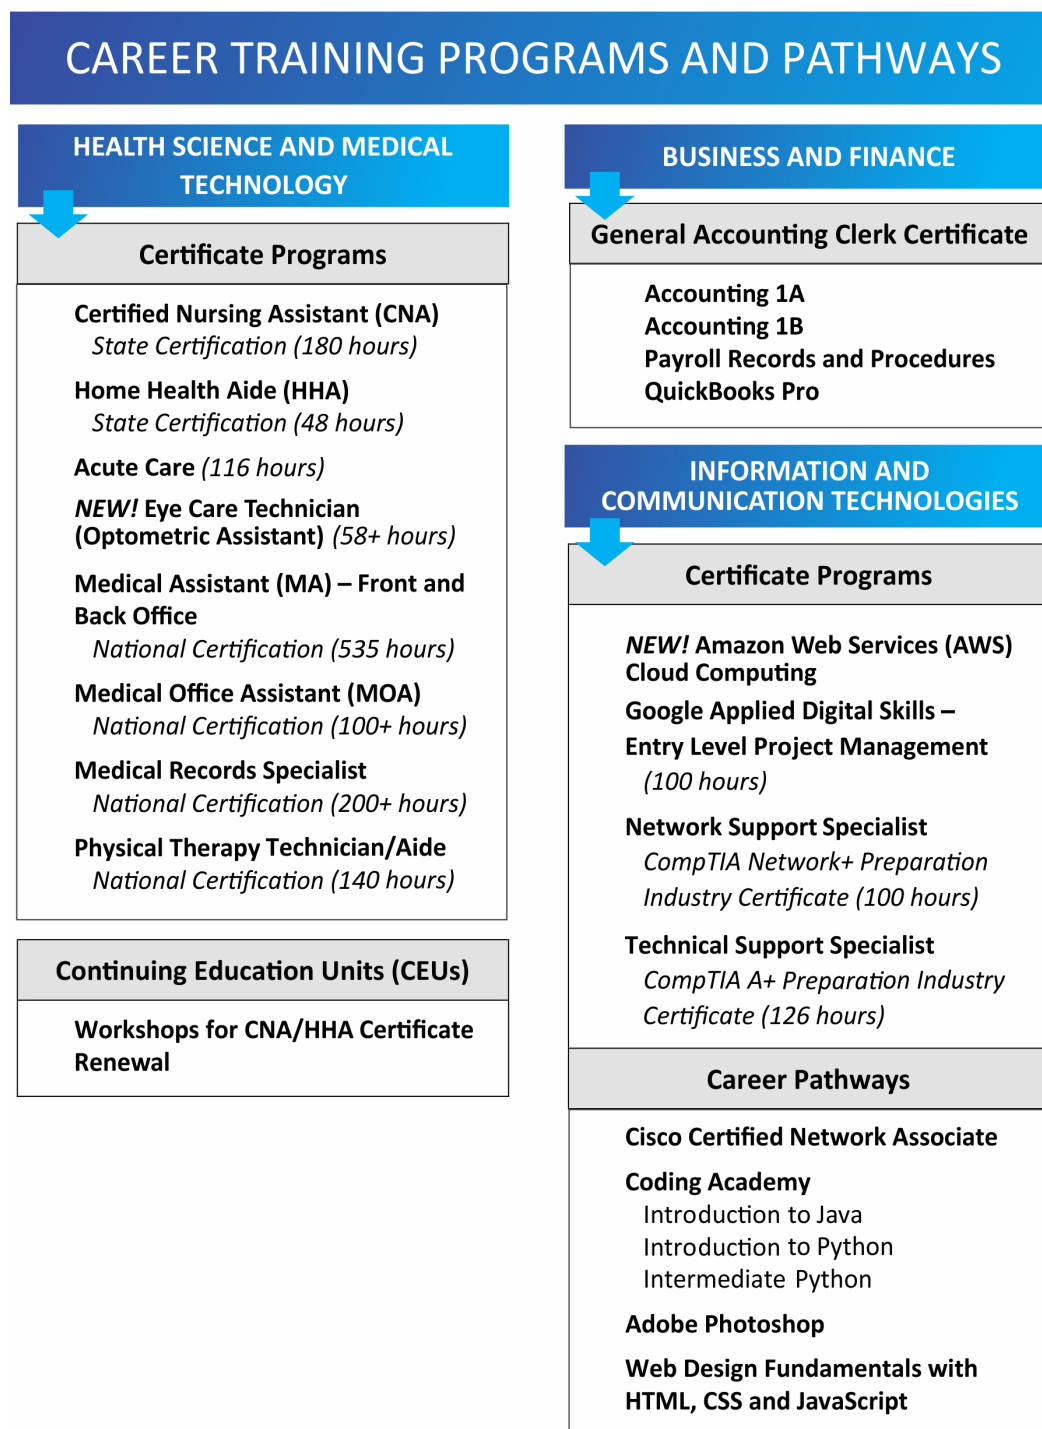 CAREER TRAINING PROGRAMS AND PATHWAYS
HEALTH SCIENCE AND MEDICAL
TECHNOLOGY
Certificate Programs
Certified Nursing Assistant (CNA)
State Certification (180 hours)
Home Health Aide (HHA)
State Certification (48 hours)
Acute Care (116 hours)
NEW! Eye Care Technician
(Optometric Assistant) (58+ hours)
Medical Assistant (MA) – Front and
Back Office
National Certification (535 hours)
Medical Office Assistant (MOA)
National Certification (100+ hours)
Medical Records Specialist
National Certification (200+ hours)
Physical Therapy Technician/Aide
National Certification (140 hours)
Continuing Education Units (CEUs)
Workshops for CNA/HHA Certificate
Renewal
BUSINESS AND FINANCE
General Accounting Clerk Certificate
Accounting 1A
Accounting 1B
Payroll Records and Procedures
QuickBooks Pro
INFORMATION AND
COMMUNICATION TECHNOLOGIES
Certificate Programs
NEW! Amazon Web Services (AWS)
Cloud Computing
Google Applied Digital Skills –
Entry Level Project Management
(100 hours)
Network Support Specialist
CompTIA Network+ Preparation
Industry Certificate (100 hours)
Technical Support Specialist
CompTIA A+ Preparation Industry
Certificate (126 hours)
Career Pathways
Cisco Certified Network Associate
Coding Academy
Introduction to Java
Introduction to Python
Intermediate Python
Adobe Photoshop
Web Design Fundamentals with
HTML, CSS and JavaScript